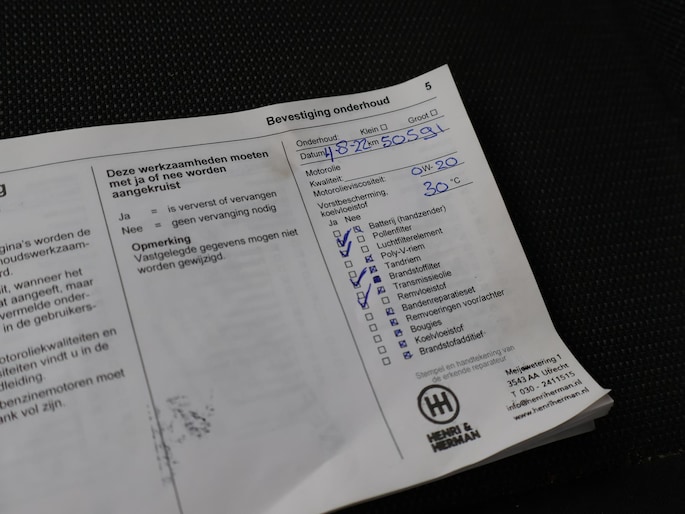 5
Bevestiging onderhoud
g
gina's worden de
houdswerkzaam-
rd.
it, wanneer het
at aangeeft, maar
vermelde onder-
in de gebruikers-
otoroliekwaliteiten en
siteiten vindt u in de
dleiding.
benzinemotoren moet
ank vol zijn.
Deze werkzaamheden moeten
met ja of nee worden
aangekruist
Ja = is ververst of vervangen
Nee = geen vervanging nodig
Opmerking
Vastgelegde gegevens mogen niet
worden gewijzigd.
Onderhoud: Klein Groot
Datum 4-8-22 km 50591
Motorolie
Kwaliteit
Motorolieviscositeit: 0W-20
Vorstbescherming,
koelvloeistof 30 °C
Ja Nee
Batterij (handzender)
Pollenfilter
Luchtfilterelement
Poly-V-riem
Tandriem
Brandstoffilter
Transmissieolie
Remvloeistof
Bandenreparatieset
Remvoeringen voor/achter
Bougies
Koelvloeistof
Brandstofadditief
Stempel en handtekening van
de erkende reparateur
HENRI &
HERMAN
Meijewetering 1
3543 AA Utrecht
T 030 - 2411515
info@henriherman.nl
www.henriherman.nl